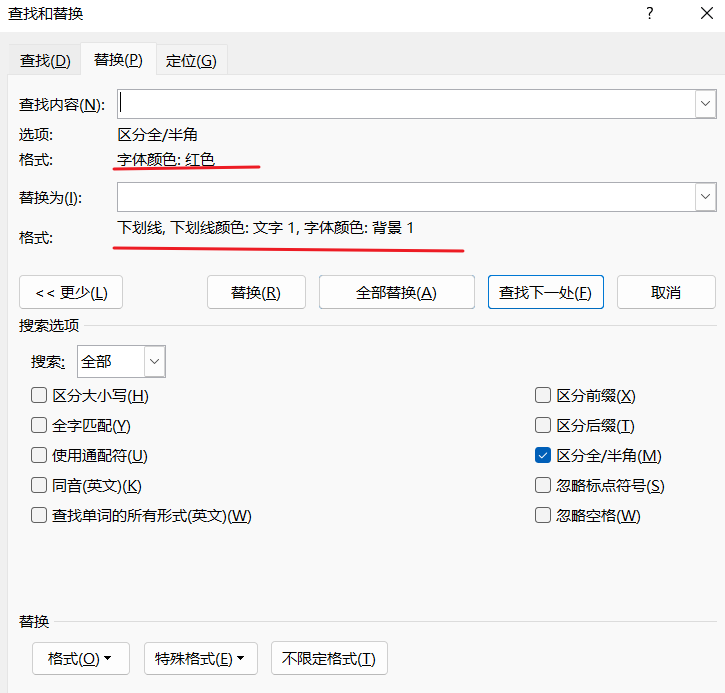 查找和替换 ?
查找(D) 替换(P) 定位(G)
查找内容(N):
选项: 区分全/半角
格式: 字体颜色: 红色
替换为(I):
格式: 下划线, 下划线颜色: 文字 1, 字体颜色: 背景 1
<< 更少(L) 替换(R) 全部替换(A) 查找下一处(F) 取消
搜索选项
搜索: 全部
区分大小写(H) 区分前缀(X)
全字匹配(Y) 区分后缀(T)
使用通配符(U) 区分全/半角(M)
同音(英文)(K) 忽略标点符号(S)
查找单词的所有形式(英文)(W) 忽略空格(W)
替换
格式(O) 特殊格式(E) 不限定格式(T)